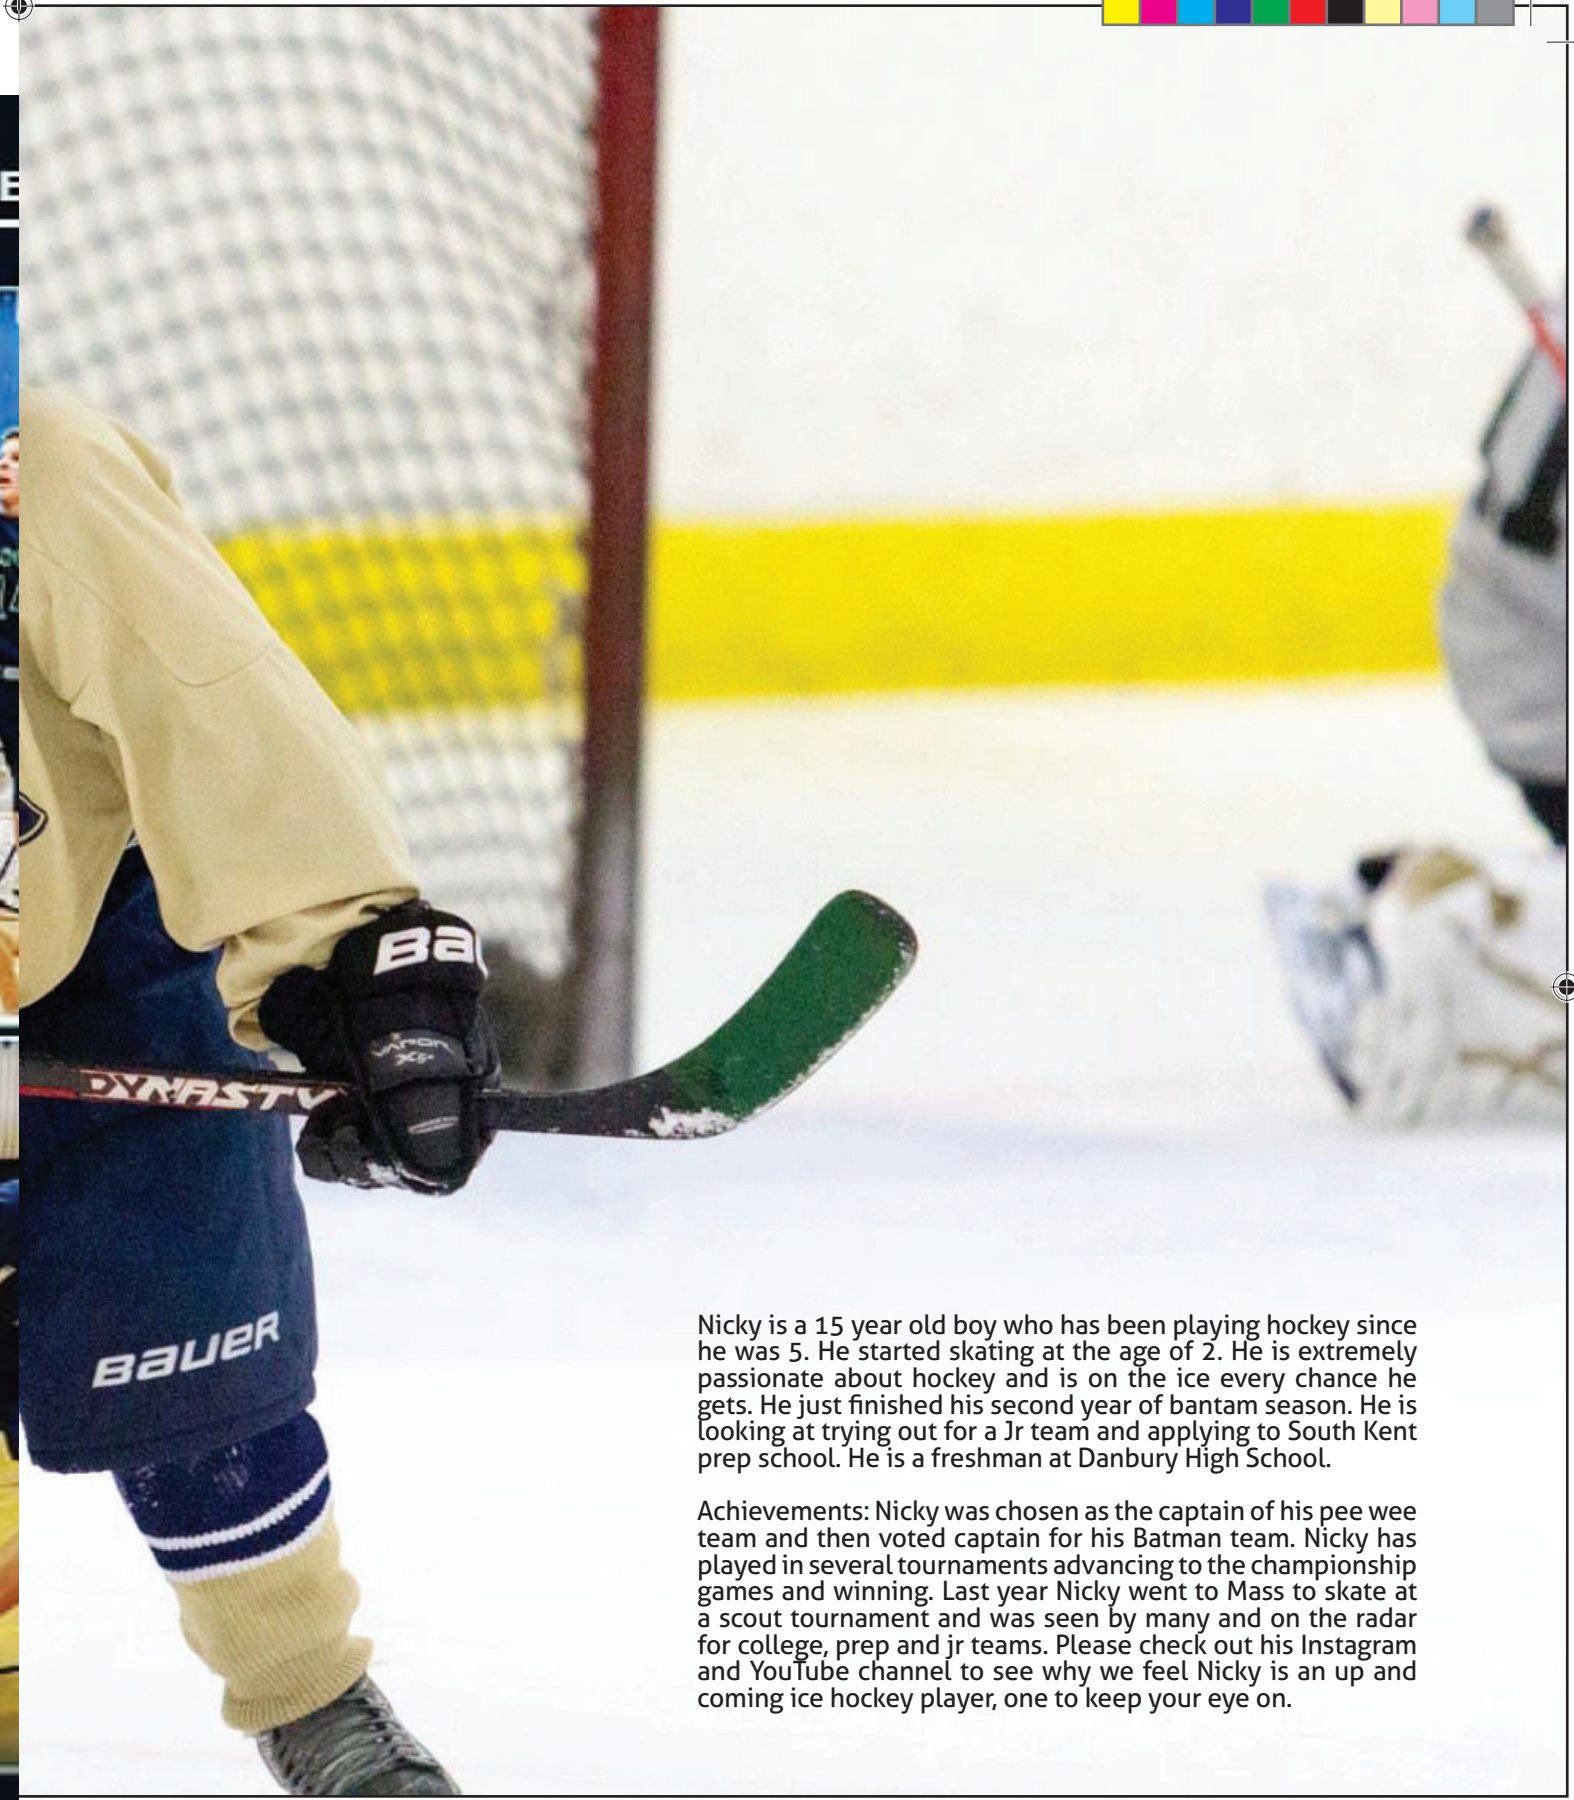 E
Ba
VAPOR
DYNASTY
BAUER
Nicky is a 15 year old boy who has been playing hockey since
he was 5. He started skating at the age of 2. He is extremely
passionate about hockey and is on the ice every chance he
gets. He just finished his second year of bantam season. He is
looking at trying out for a Jr team and applying to South Kent
prep school. He is a freshman at Danbury High School.
Achievements: Nicky was chosen as the captain of his pee wee
team and then voted captain for his Batman team. Nicky has
played in several tournaments advancing to the championship
games and winning. Last year Nicky went to Mass to skate at
a scout tournament and was seen by many and on the radar
for college, prep and jr teams. Please check out his Instagram
and YouTube channel to see why we feel Nicky is an up and
coming ice hockey player, one to keep your eye on.